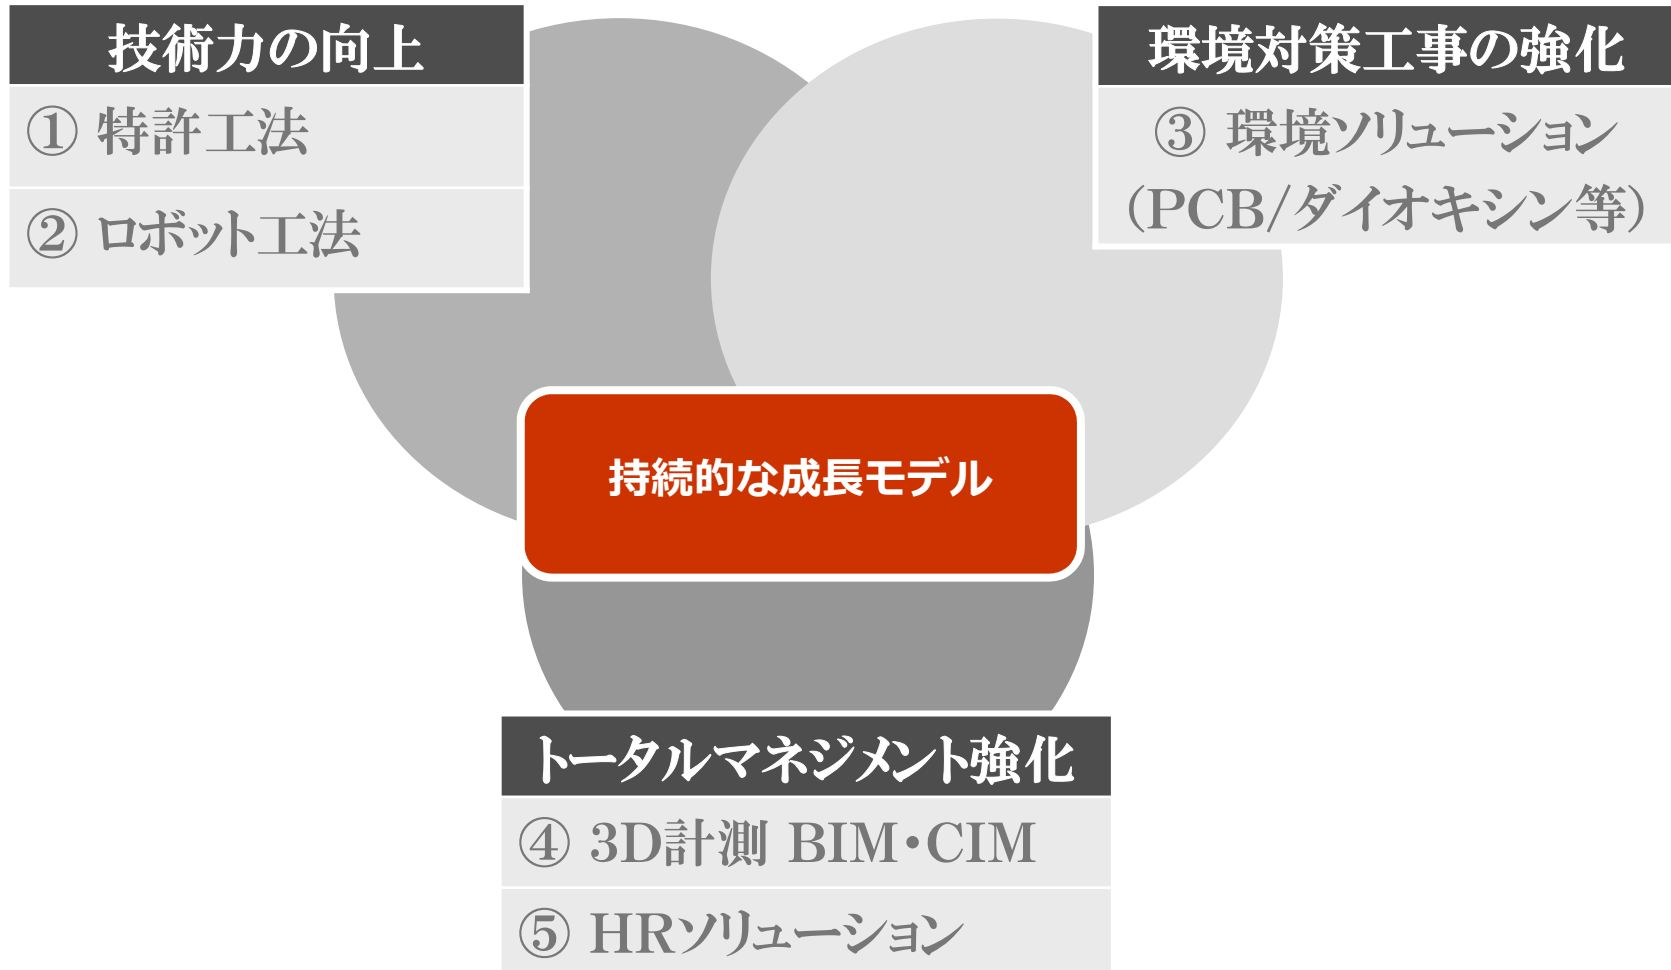 技術力の向上
① 特許工法
② ロボット工法
環境対策工事の強化
③ 環境ソリューション
(PCB/ダイオキシン等)
持続的な成長モデル
トータルマネジメント強化
④ 3D計測 BIM・CIM
⑤ HRソリューション